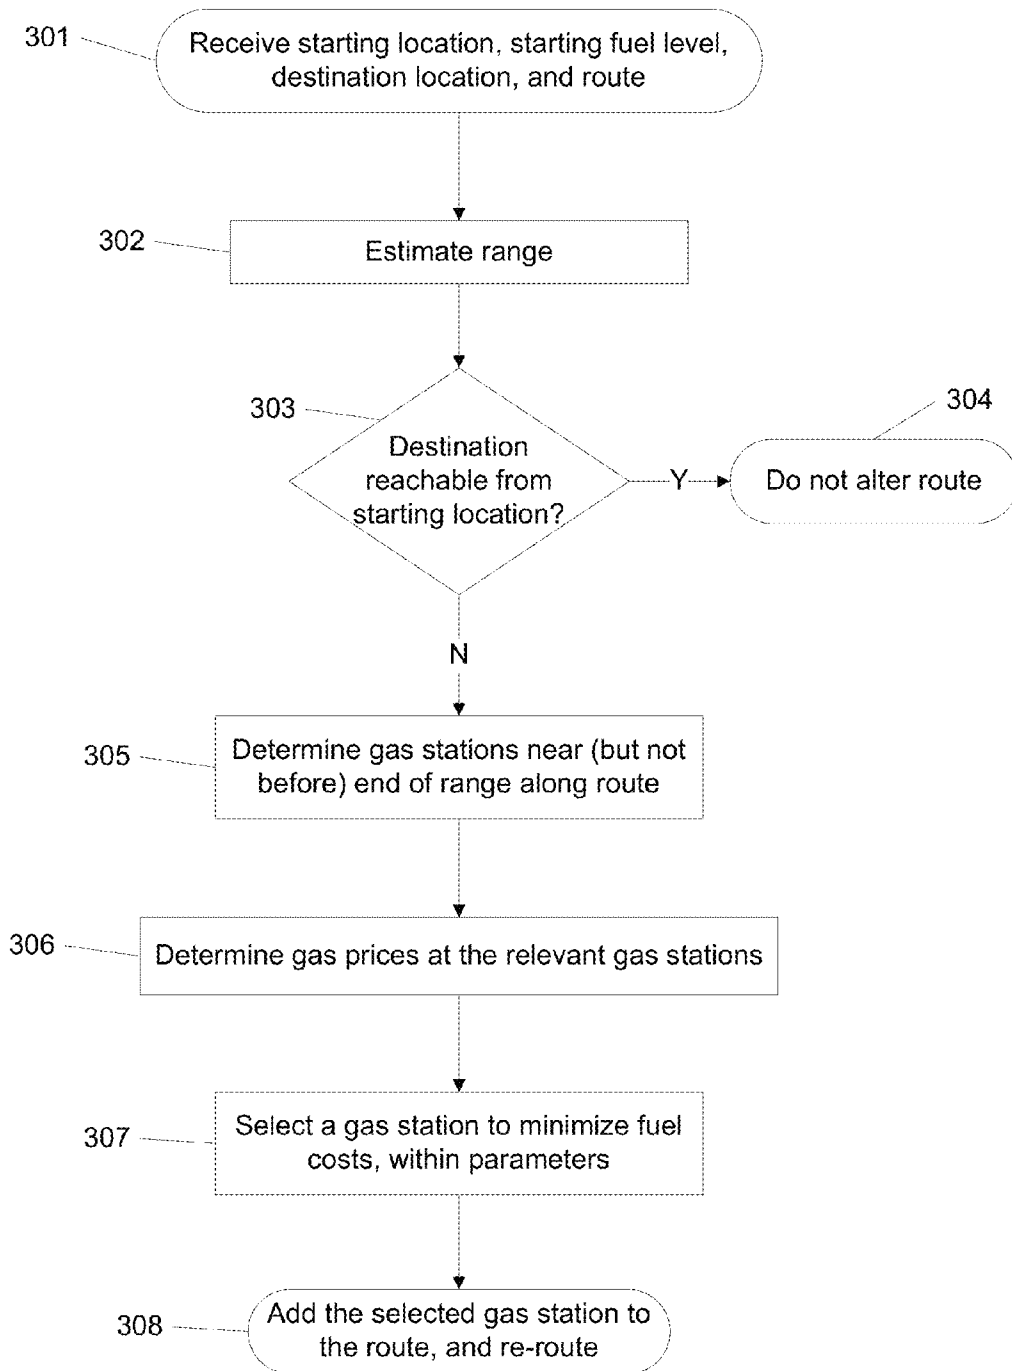 301
Receive starting location, starting fuel level,
destination location, and route
302
Estimate range
303
Destination
reachable from
starting location?
Y
304
Do not alter route
N
305
Determine gas stations near (but not
before) end of range along route
306
Determine gas prices at the relevant gas stations
307
Select a gas station to minimize fuel
costs, within parameters
308
Add the selected gas station to
the route, and re-route